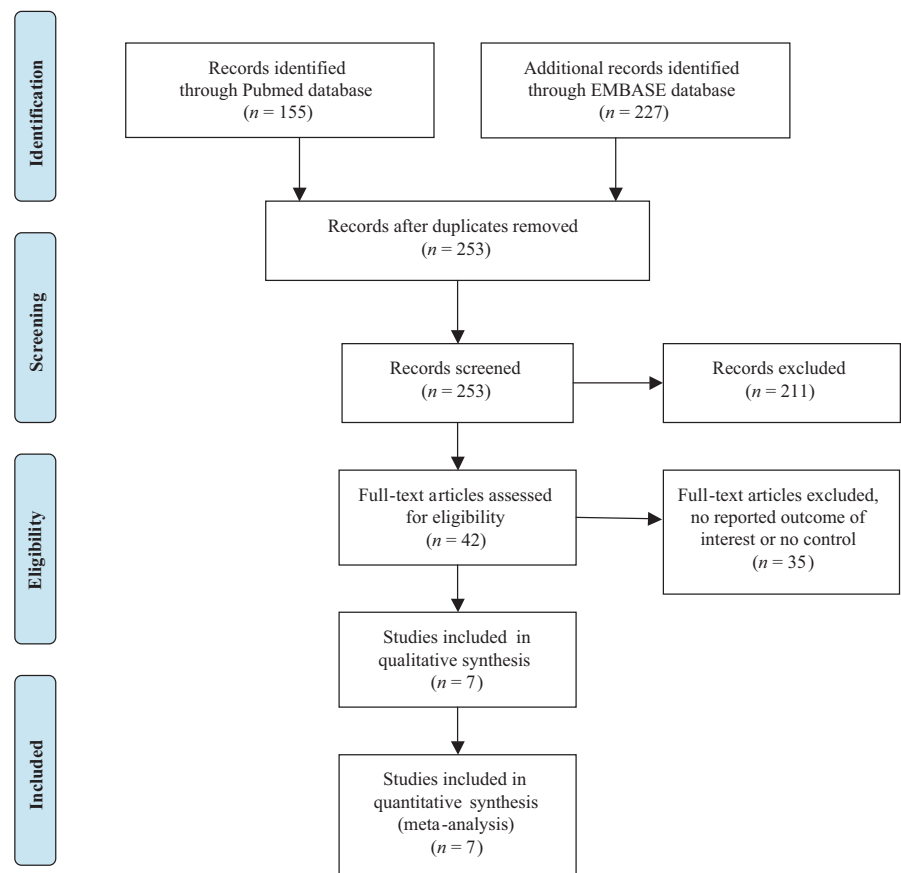 Identification
Records identified
through Pubmed database
(n = 155)
Additional records identified
through EMBASE database
(n = 227)
Records after duplicates removed
(n = 253)
Screening
Records screened
(n = 253)
Records excluded
(n = 211)
Eligibility
Full-text articles assessed
for eligibility
n = 42)
Full-text articles excluded,
no reported outcome of
interest or no control
(n = 35)
Studies included in
qualitative synthesis
(n = 7)
Included
Studies included in
quantitative synthesis
(meta-analysis)
(n = 7)